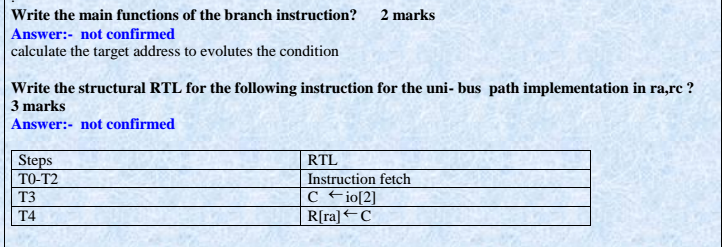 Write the main functions of the branch instruction? 2 marks
Answer:- not confirmed
calculate the target address to evolutes the condition
Write the structural RTL for the following instruction for the uni- bus path implementation in ra,rc ?
3 marks
Answer:- not confirmed
Steps RTL
T0-T2 Instruction fetch
T3 C ← io[2]
T4 R[ra] ← C